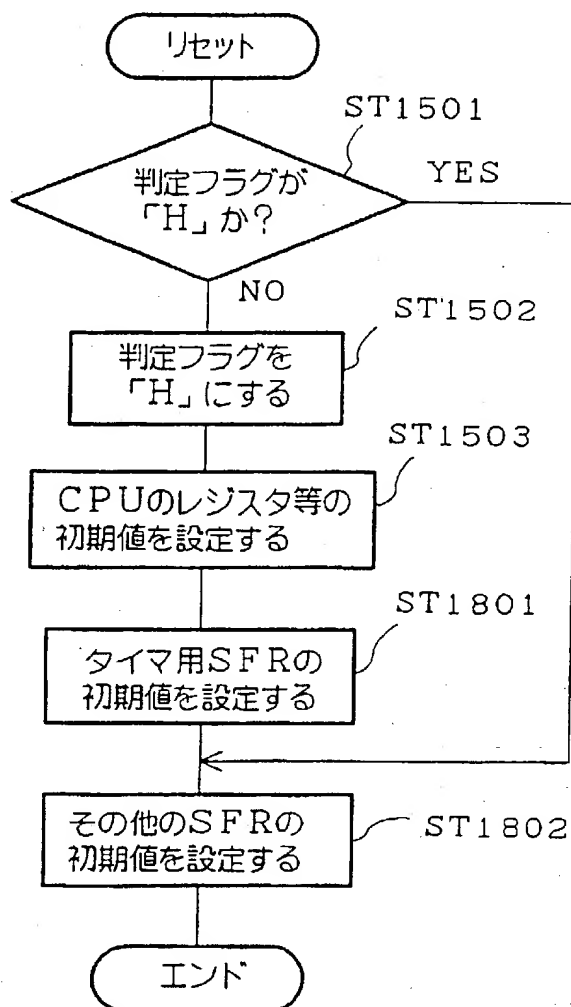 リセット
ST1501
判定フラグが
「H」か?
YES
NO
ST1502
判定フラグを
「H」にする
ST1503
CPUのレジスタ等の
初期値を設定する
ST1801
タイマ用SFRの
初期値を設定する
その他のSFRの
初期値を設定する
ST1802
エンド